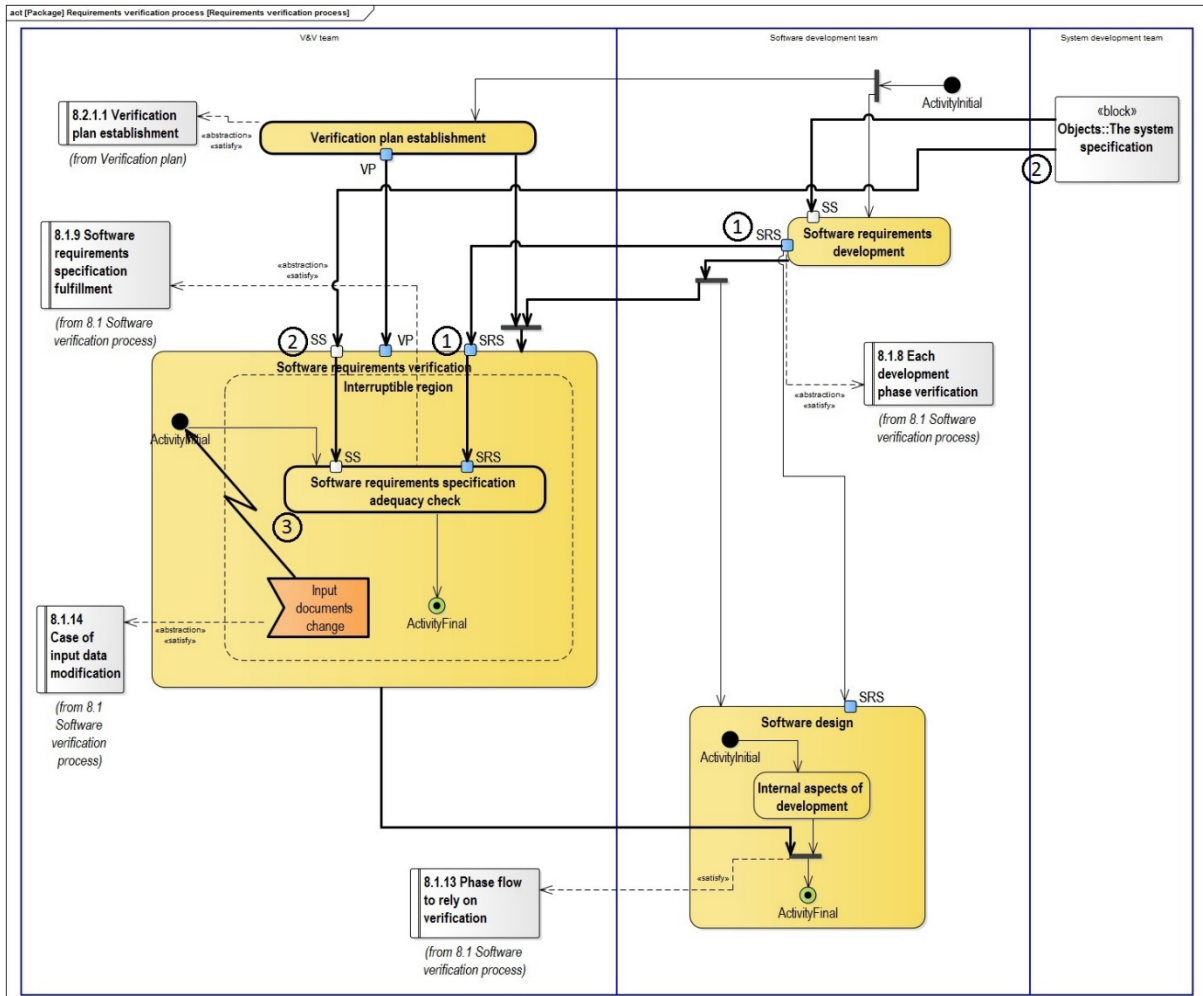 act [Package] Requirements verification process [Requirements verification process]
V&V team
Software development team
System development team
8.2.1.1 Verification
plan establishment
(from Verification plan)
«abstraction»
«satisfy»
Verification plan establishment
VP
ActivityInitial
«block»
Objects::The system
specification
2
SS
1
SRS
Software requirements
development
8.1.9 Software
requirements
specification
fulfillment
(from 8.1 Software
verification process)
«abstraction»
«satisfy»
2
SS
VP
1
SRS
Software requirements verification
Interruptible region
ActivityInitial
SS
SRS
Software requirements specification
adequacy check
3
Input
documents
change
ActivityFinal
8.1.8 Each
development
phase verification
(from 8.1 Software
verification process)
«abstraction»
«satisfy»
8.1.14
Case of
input data
modification
(from 8.1
Software
verification
process)
«abstraction»
«satisfy»
SRS
Software design
ActivityInitial
Internal aspects of
development
«satisfy»
ActivityFinal
8.1.13 Phase flow
to rely on
verification
(from 8.1 Software
verification process)